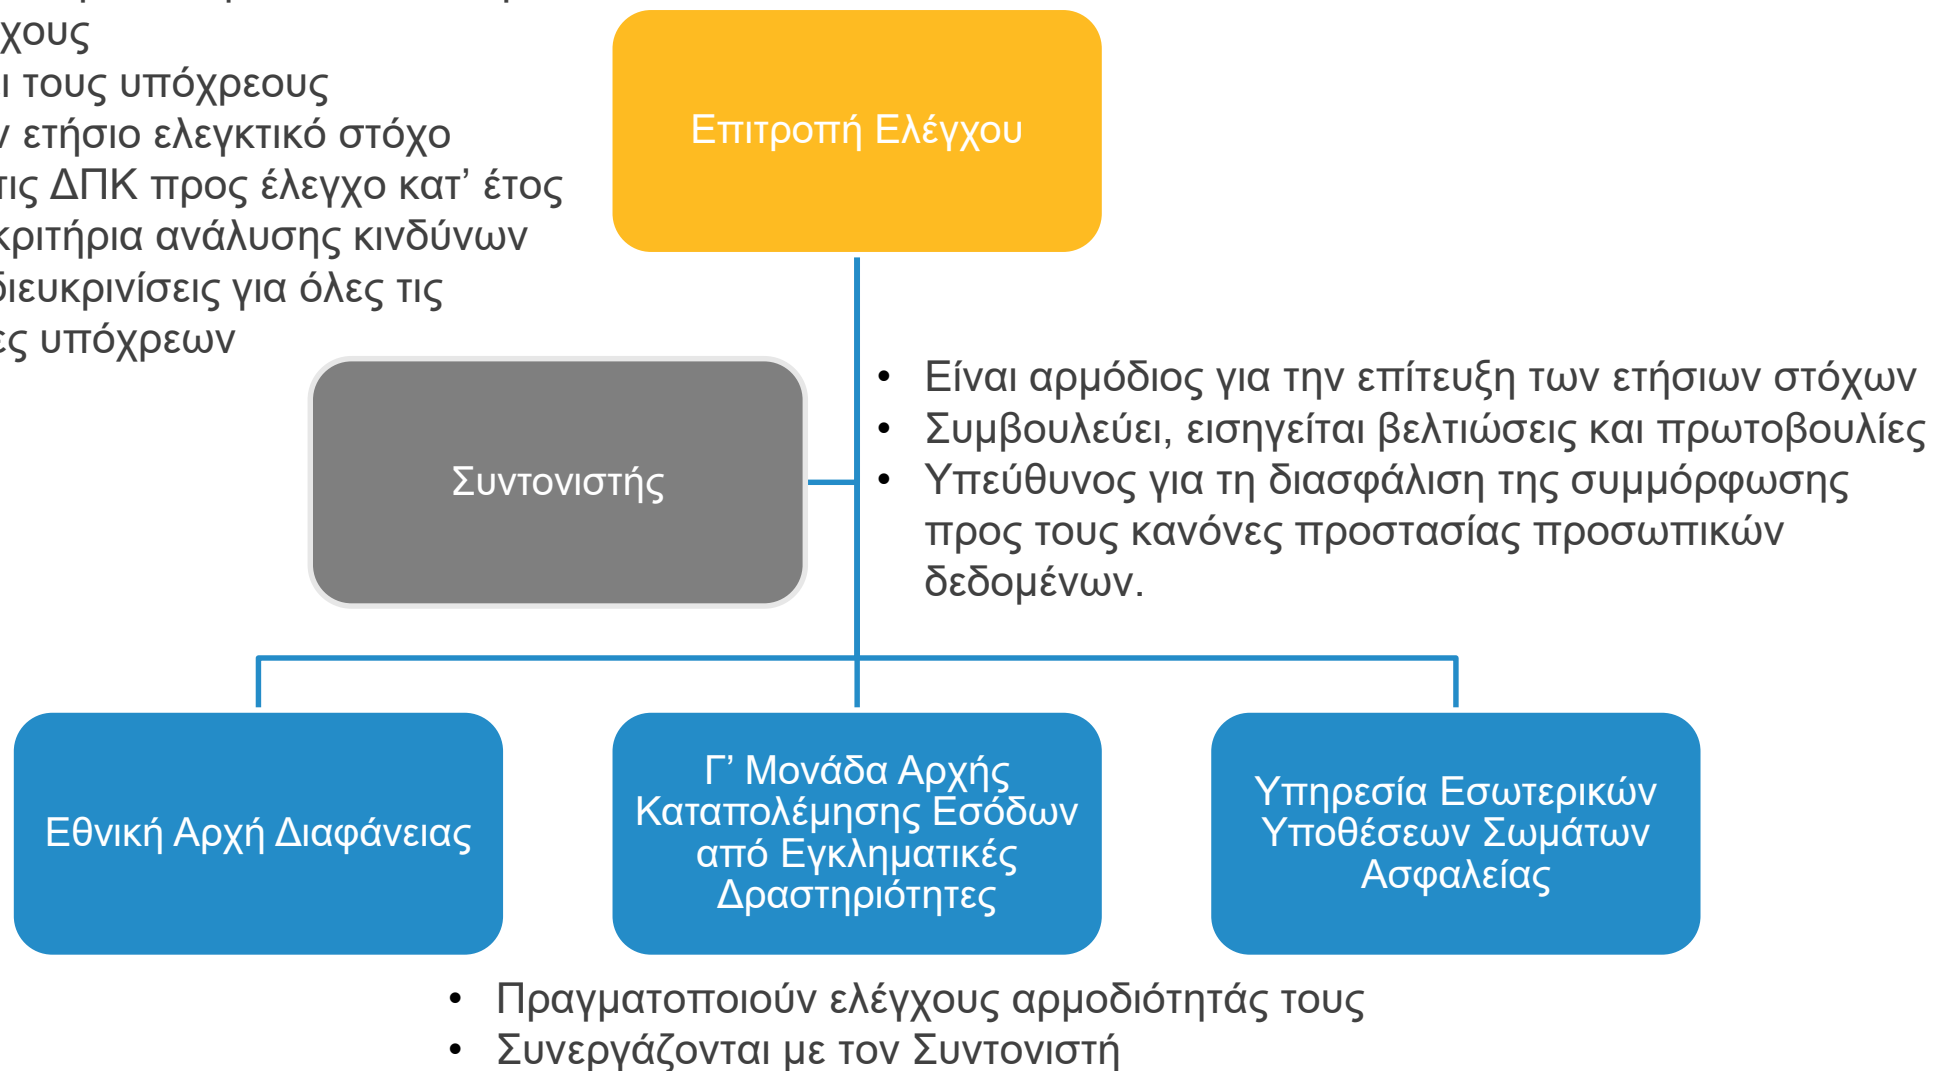 χους
ι τους υπόχρεους
ν ετήσιο ελεγκτικό στόχο
τις ΔΠΚ προς έλεγχο κατ’ έτος
κριτήρια ανάλυσης κινδύνων
διευκρινίσεις για όλες τις
ες υπόχρεων
Επιτροπή Ελέγχου
Συντονιστής
• Είναι αρμόδιος για την επίτευξη των ετήσιων στόχων
• Συμβουλεύει, εισηγείται βελτιώσεις και πρωτοβουλίες
• Υπεύθυνος για τη διασφάλιση της συμμόρφωσης
προς τους κανόνες προστασίας προσωπικών
δεδομένων.
Εθνική Αρχή Διαφάνειας
Γ’ Μονάδα Αρχής
Καταπολέμησης Εσόδων
από Εγκληματικές
Δραστηριότητες
Υπηρεσία Εσωτερικών
Υποθέσεων Σωμάτων
Ασφαλείας
• Πραγματοποιούν ελέγχους αρμοδιότητάς τους
• Συνεργάζονται με τον Συντονιστή